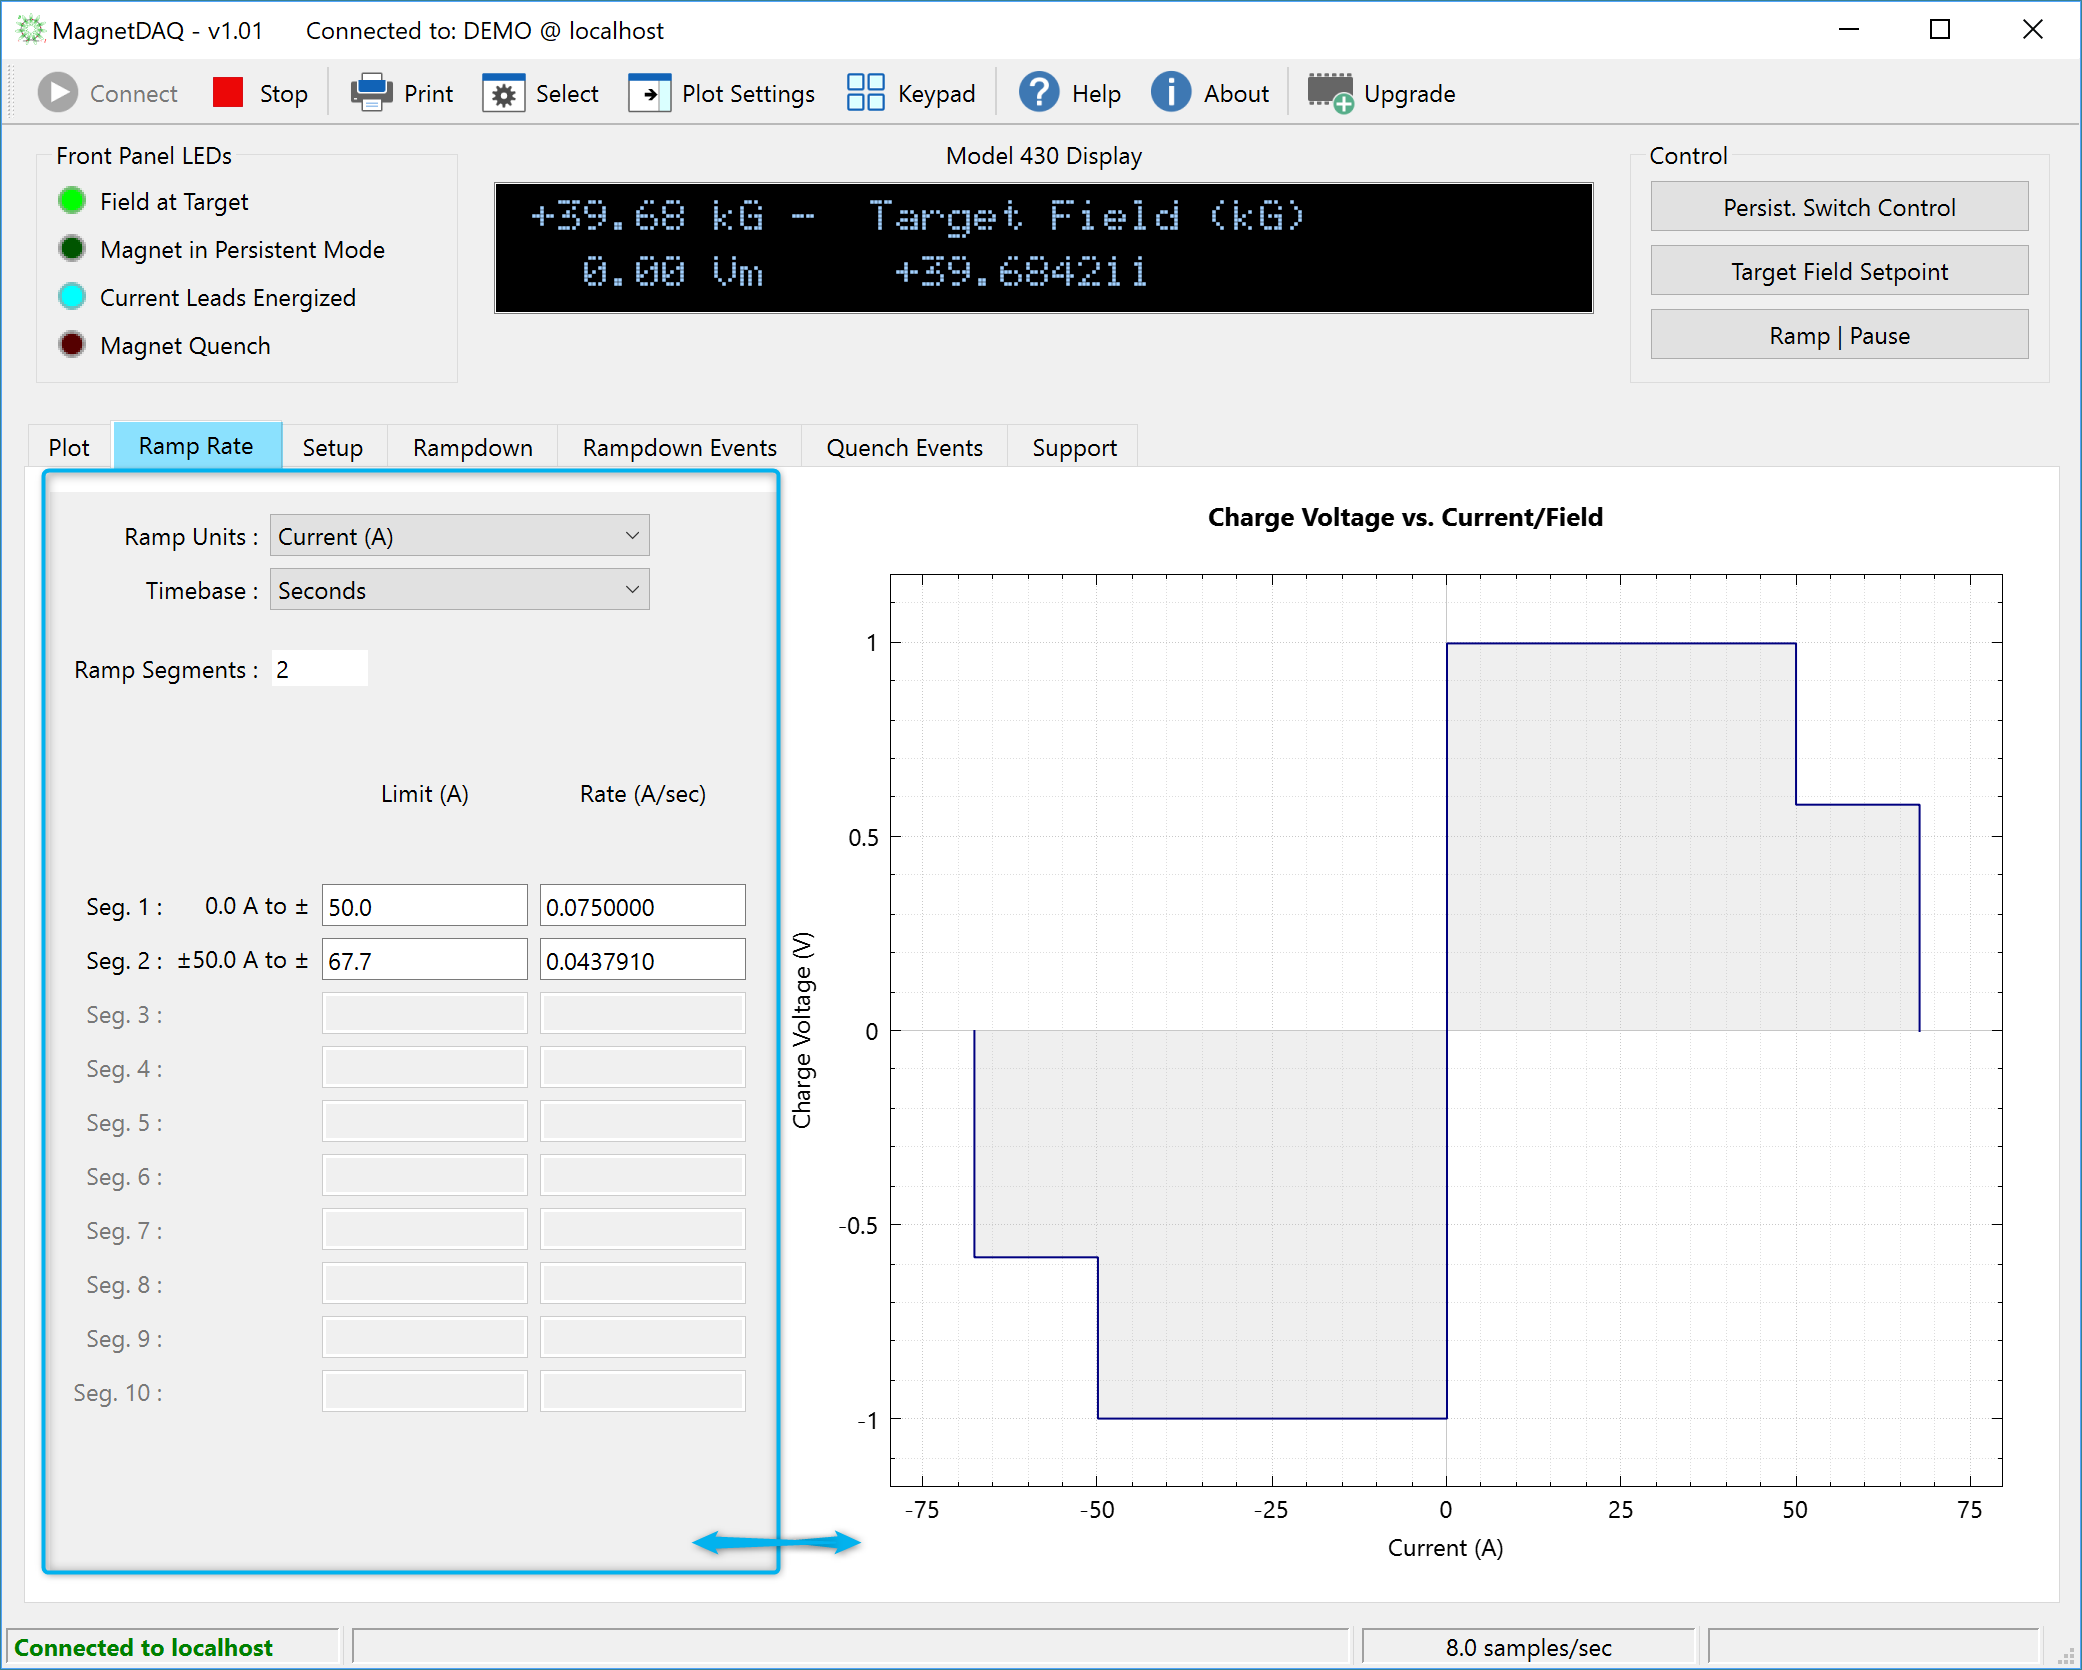 MagnetDAQ - v1.01 Connected to: DEMO @ localhost
Connect Stop Print Select Plot Settings Keypad Help About Upgrade
Front Panel LEDs
Field at Target
Magnet in Persistent Mode
Current Leads Energized
Magnet Quench
Model 430 Display
+39.68 kG – Target Field (kG)
0.00 Vm +39.684211
Control
Persist. Switch Control
Target Field Setpoint
Ramp | Pause
Plot Ramp Rate Setup Rampdown Rampdown Events Quench Events Support
Ramp Units : Current (A)
Timebase : Seconds
Ramp Segments : 2
Limit (A) Rate (A/sec)
Seg. 1 : 0.0 A to ± 50.0 0.0750000
Seg. 2 : ±50.0 A to ± 67.7 0.0437910
Seg. 3 :
Seg. 4 :
Seg. 5 :
Seg. 6 :
Seg. 7 :
Seg. 8 :
Seg. 9 :
Seg. 10 :
Charge Voltage vs. Current/Field
Charge Voltage (V)
1
0.5
0
-0.5
-1
-75 -50 -25 0 25 50 75
Current (A)
Connected to localhost 8.0 samples/sec